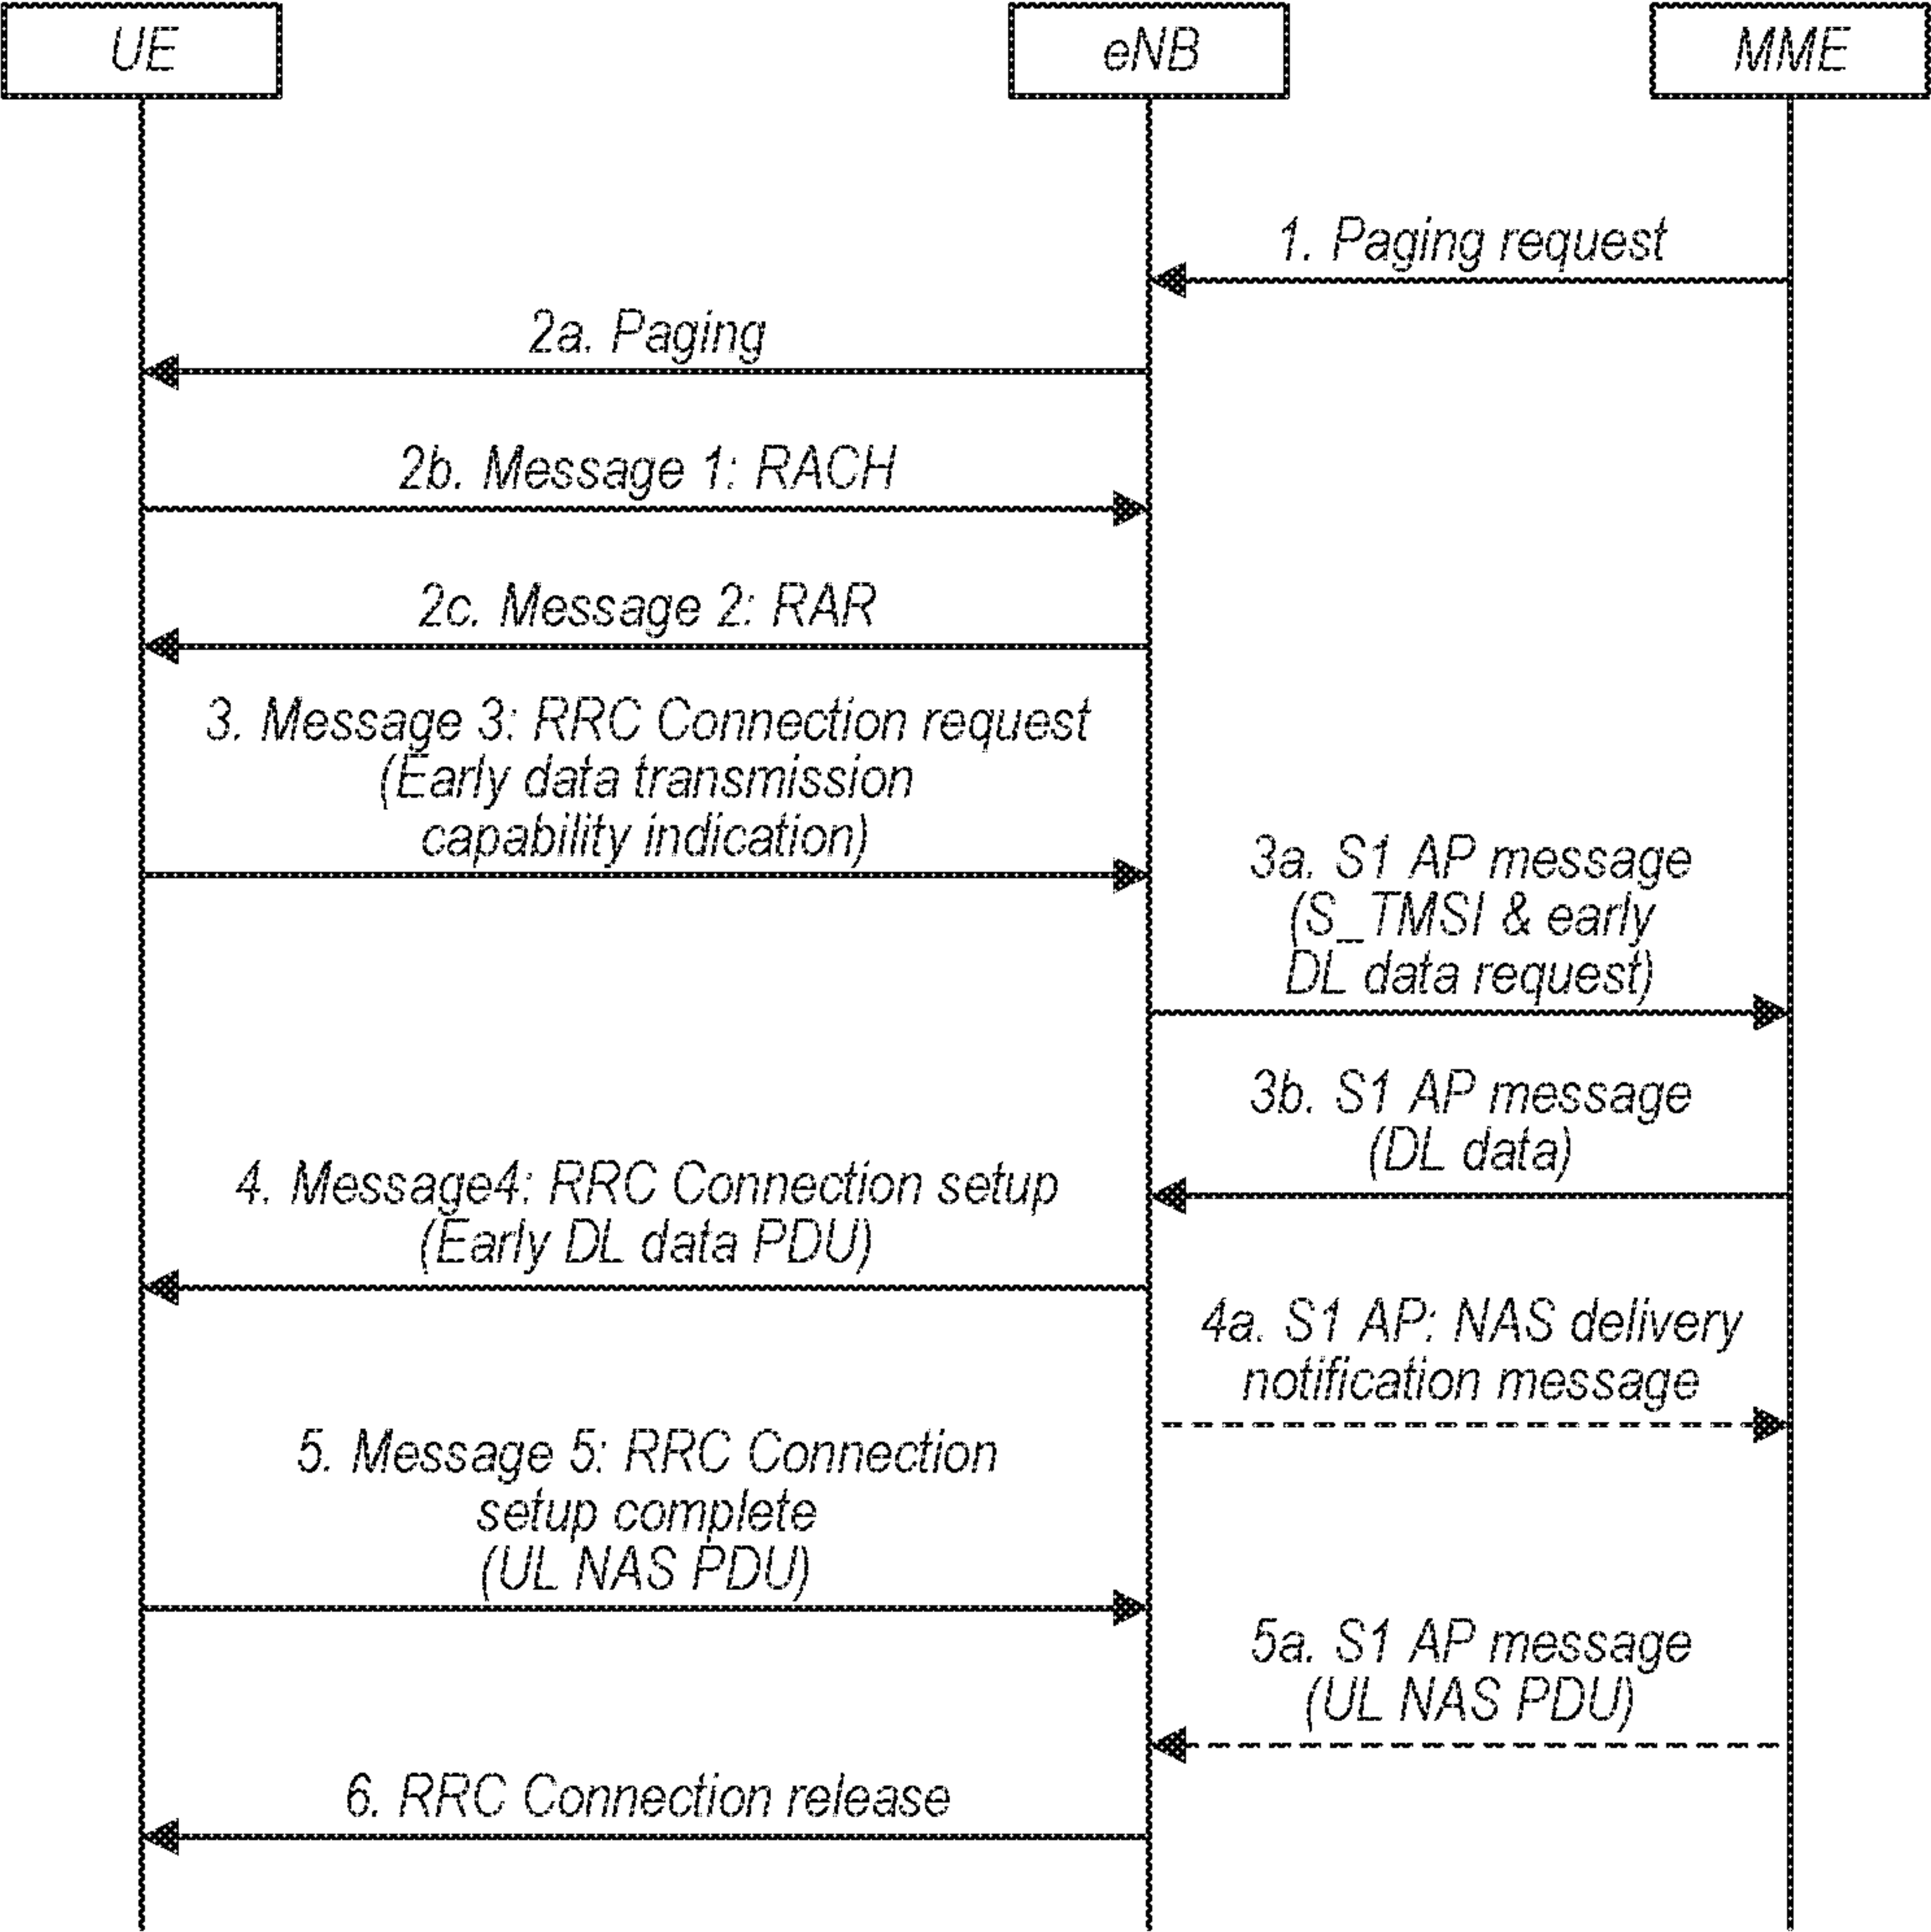 UE
eNB
MME
1. Paging request
2a. Paging
2b. Message 1: RACH
2c. Message 2: RAR
3. Message 3: RRC Connection request
(Early data transmission
capability indication)
3a. S1 AP message
(S_TMSI & early
DL data request)
3b. S1 AP message
(DL data)
4. Message4: RRC Connection setup
(Early DL data PDU)
4a. S1 AP: NAS delivery
notification message
5. Message 5: RRC Connection
setup complete
(UL NAS PDU)
5a. S1 AP message
(UL NAS PDU)
6. RRC Connection release